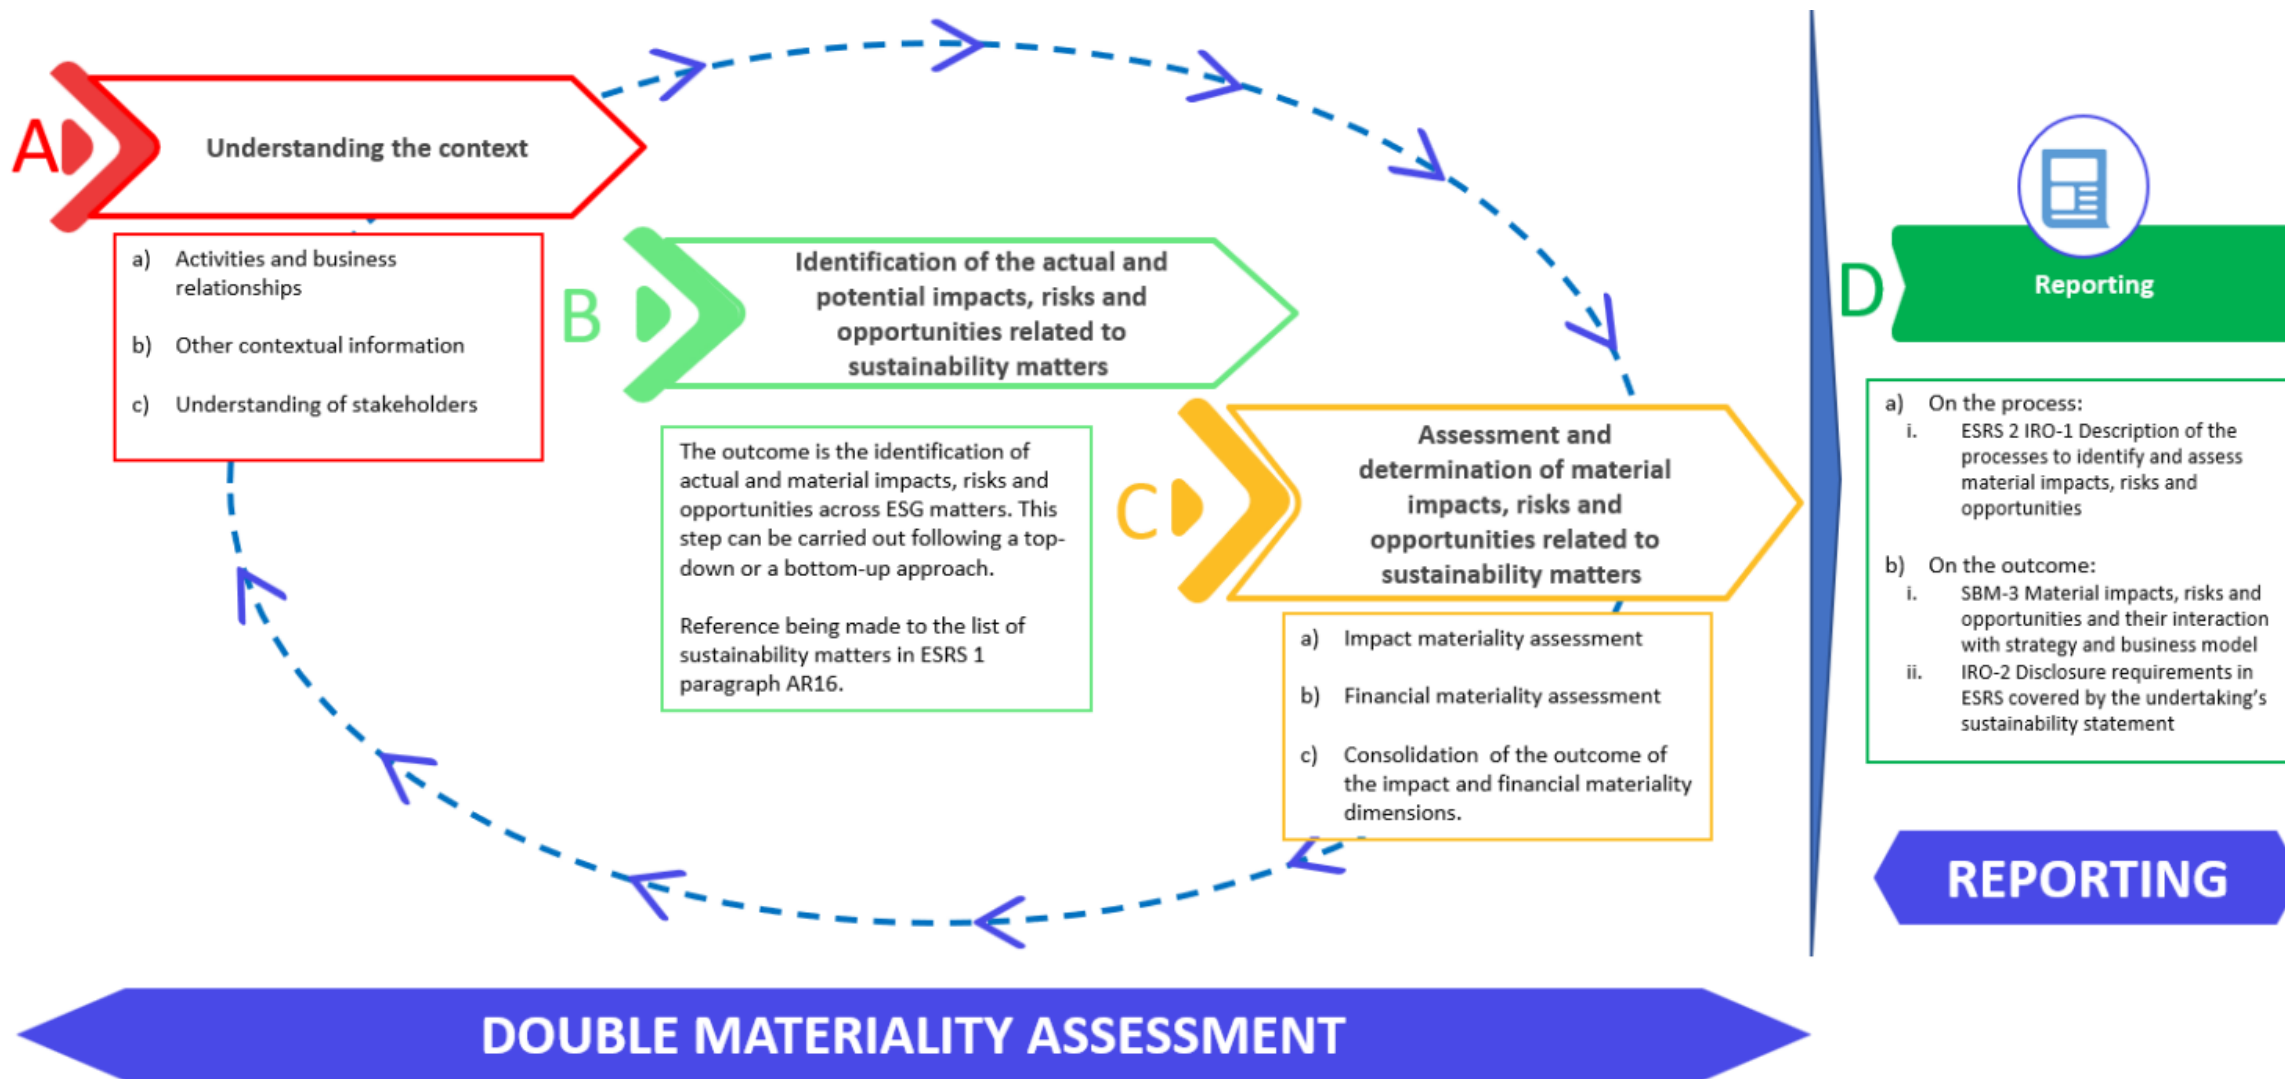 A
Understanding the context
a) Activities and business
relationships
b) Other contextual information
c) Understanding of stakeholders
B
Identification of the actual and
potential impacts, risks and
opportunities related to
sustainability matters
The outcome is the identification of
actual and material impacts, risks and
opportunities across ESG matters. This
step can be carried out following a top-
down or a bottom-up approach.
Reference being made to the list of
sustainability matters in ESRS 1
paragraph AR16.
C
Assessment and
determination of material
impacts, risks and
opportunities related to
sustainability matters
a) Impact materiality assessment
b) Financial materiality assessment
c) Consolidation of the outcome of
the impact and financial materiality
dimensions.
D
Reporting
a) On the process:
i. ESRS 2 IRO-1 Description of the
processes to identify and assess
material impacts, risks and
opportunities
b) On the outcome:
i. SBM-3 Material impacts, risks and
opportunities and their interaction
with strategy and business model
ii. IRO-2 Disclosure requirements in
ESRS covered by the undertaking's
sustainability statement
REPORTING
DOUBLE MATERIALITY ASSESSMENT